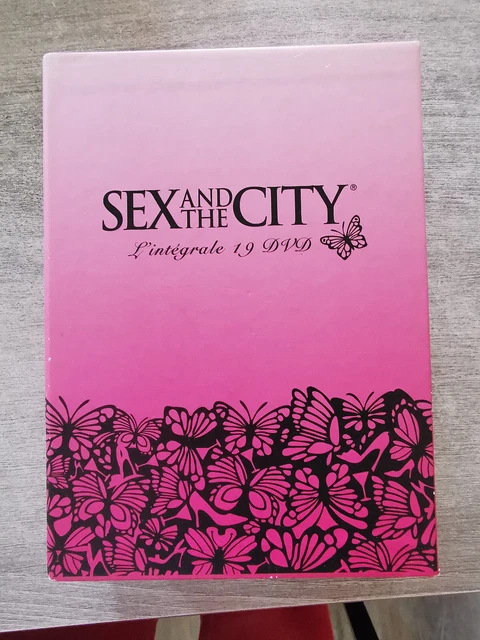 SEX AND THE CITY®
L'intégrale 19 DVD